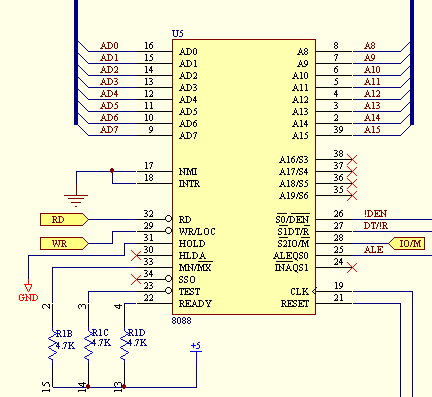 U5
AD0 16 AD0 A8 8 A8
AD1 15 AD1 A9 7 A9
AD2 14 AD2 A10 6 A10
AD3 13 AD3 A11 5 A11
AD4 12 AD4 A12 4 A12
AD5 11 AD5 A13 3 A13
AD6 10 AD6 A14 2 A14
AD7 9 AD7 A15 39 A15
A16/S3 38
17 NMI A17/S4 37
18 INTR A18/S5 36
A19/S6 35
RD 32 RD S0/DEN 26 !DEN
29 WR/LOC S1DT/R 27 DT/!R
WR 31 HOLD S2IO/M 28 IO/M
30 HLDA ALEQS0 25 ALE
33 MN/MX INAQS1 24
34 SSO
GND 23 TEST CLK 19
2 3 4 22 READY RESET 21
8088
R1B R1C R1D
4.7K 4.7K 4.7K
+5
15 14 13